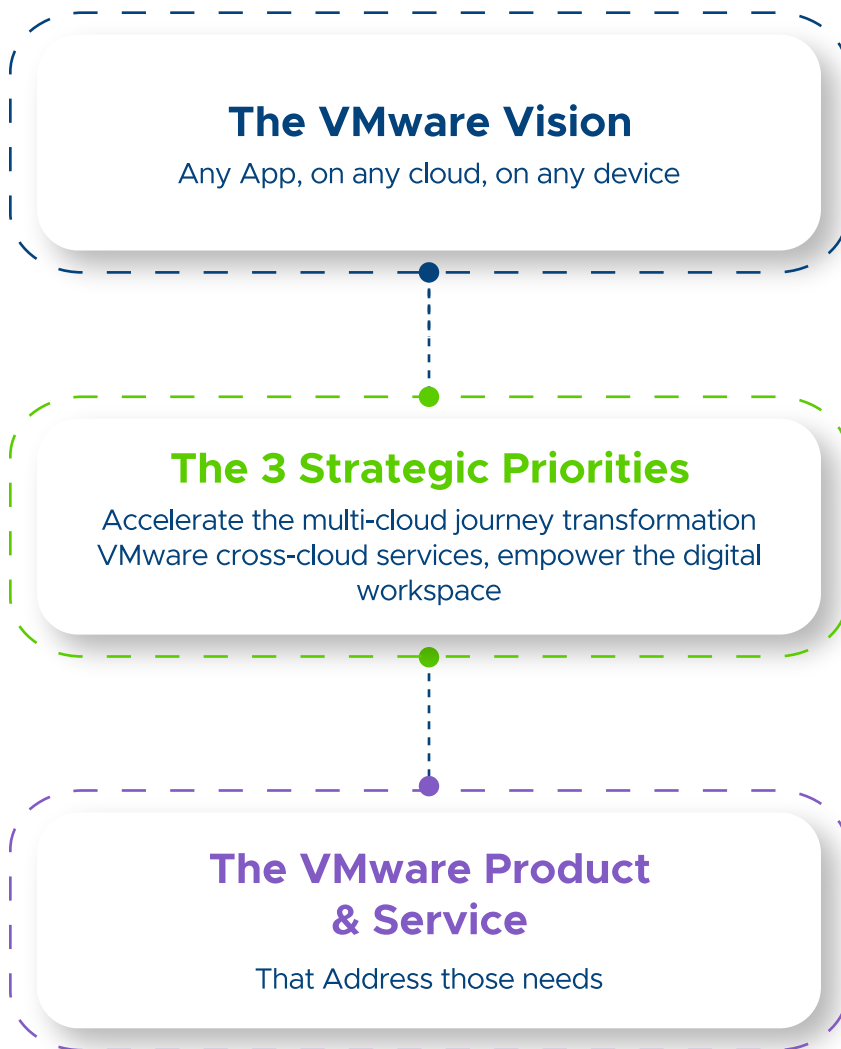 The VMware Vision
Any App, on any cloud, on any device
The 3 Strategic Priorities
Accelerate the multi-cloud journey transformation
VMware cross-cloud services, empower the digital
workspace
The VMware Product
& Service
That Address those needs